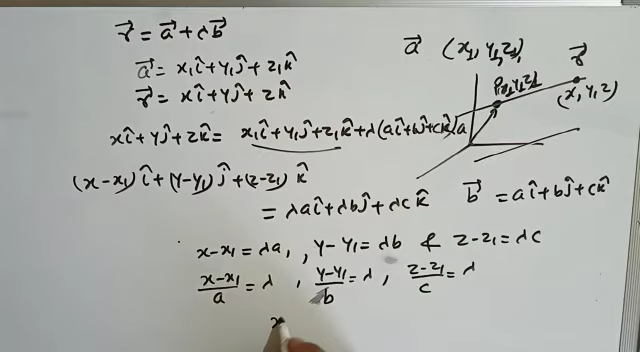 r⃗ = a⃗ + λb⃗
a⃗ = x₁î + y₁ĵ + z₁k̂
r⃗ = xî + yĵ + zk̂
a⃗ (x₁, y₁, z₁)
r⃗
P(x₁, y₁, z₁)
(x, y, z)
a
xî + yĵ + zk̂ = x₁î + y₁ĵ + z₁k̂ + λ(aî + bĵ + ck̂)
(x - x₁)î + (y - y₁)ĵ + (z - z₁)k̂
= λaî + λbĵ + λck̂
b⃗ = aî + bĵ + ck̂
x - x₁ = λa, , y - y₁ = λb & z - z₁ = λc
(x - x₁)/a = λ , (y - y₁)/b = λ , (z - z₁)/c = λ
x